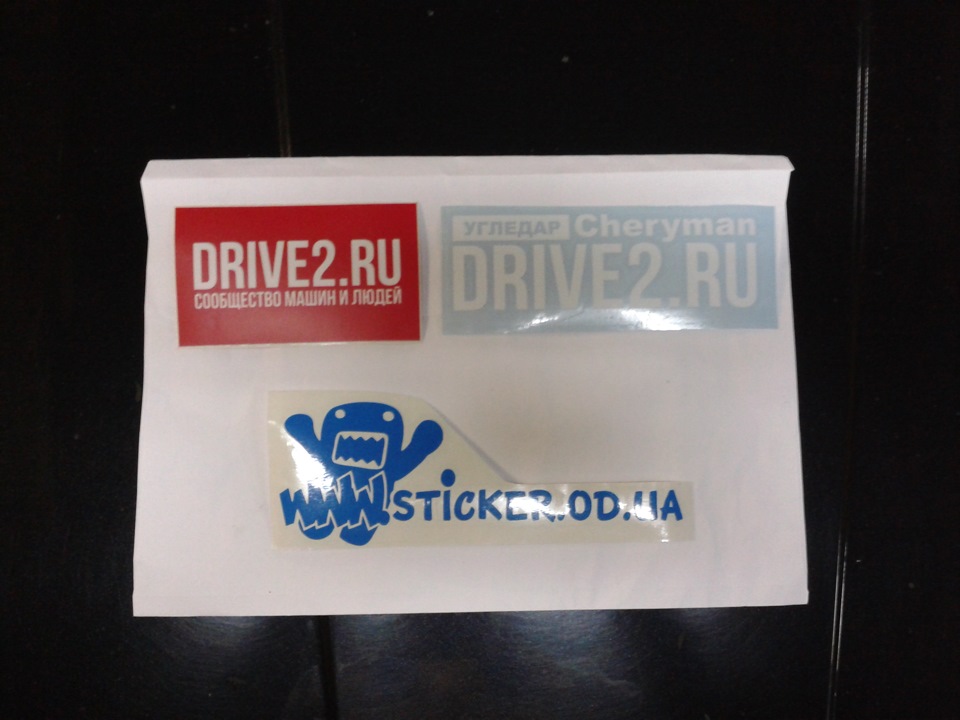 DRIVE2.RU
СООБЩЕСТВО МАШИН И ЛЮДЕЙ
УГЛЕДАР Cheryman
DRIVE2.RU
WWW.STICKER.OD.UA